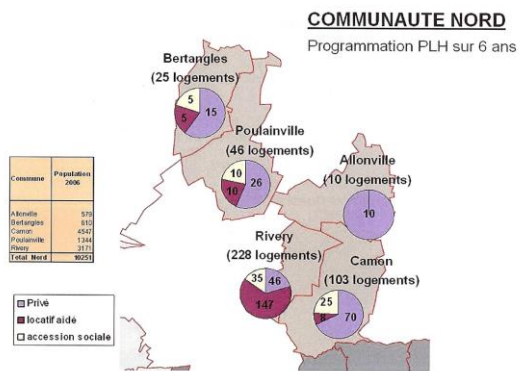 COMMUNAUTE NORD
Programmation PLH sur 6 ans
Bertangles
(25 logements)
5
5
15
Poulainville
(46 logements)
10
10
26
Allonville
(10 logements)
10
Rivery
(228 logements)
35
46
147
Camon
(103 logements)
25
8
70
Commune Population
2006
Allonville 579
Bertangles 610
Camon 4547
Poulainville 1344
Rivery 3171
Total Nord 10251
Privé
locatif aidé
accession sociale